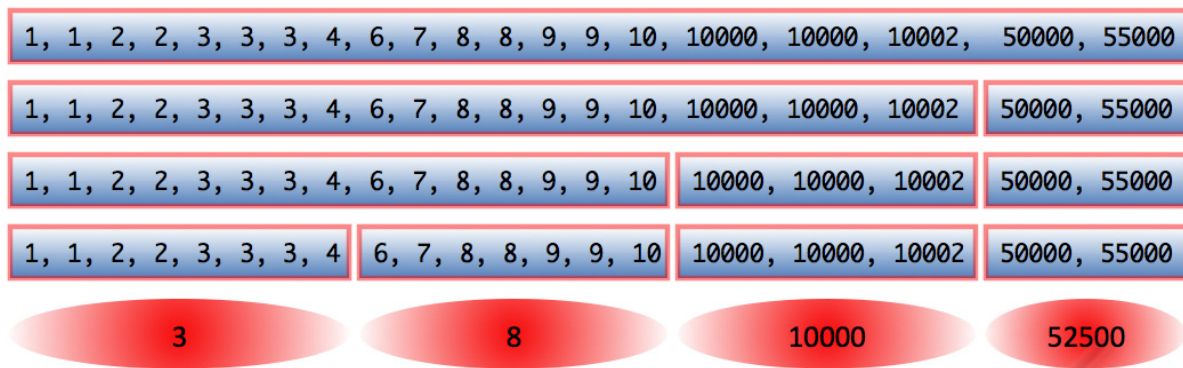 1, 1, 2, 2, 3, 3, 3, 4, 6, 7, 8, 8, 9, 9, 10, 10000, 10000, 10002, 50000, 55000
1, 1, 2, 2, 3, 3, 3, 4, 6, 7, 8, 8, 9, 9, 10, 10000, 10000, 10002 50000, 55000
1, 1, 2, 2, 3, 3, 3, 4, 6, 7, 8, 8, 9, 9, 10 10000, 10000, 10002 50000, 55000
1, 1, 2, 2, 3, 3, 3, 4 6, 7, 8, 8, 9, 9, 10 10000, 10000, 10002 50000, 55000
3 8 10000 52500